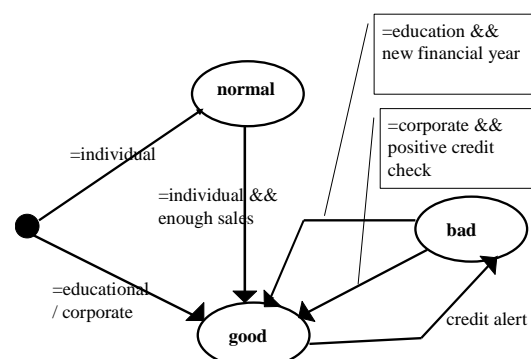 =education &&
new financial year
normal
=corporate &&
positive credit
check
=individual
=individual &&
enough sales
bad
=educational
/ corporate
good
credit alert